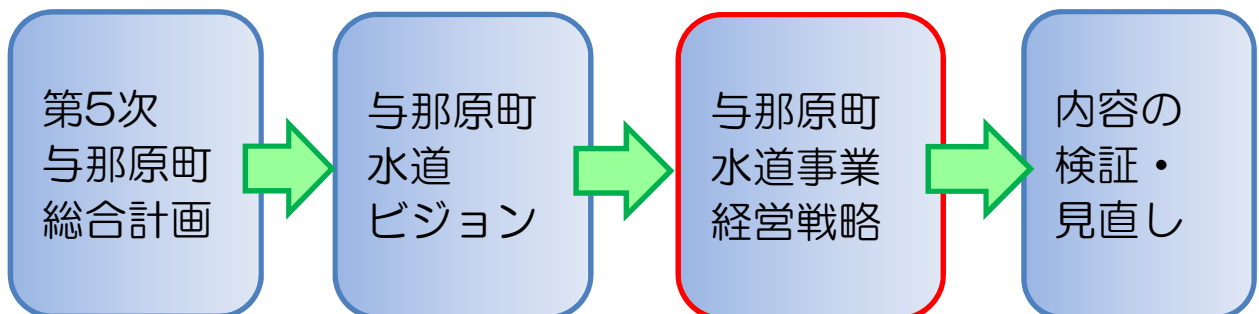 第5次
与那原町
総合計画
与那原町
水道
ビジョン
与那原町
水道事業
経営戦略
内容の
検証・
見直し